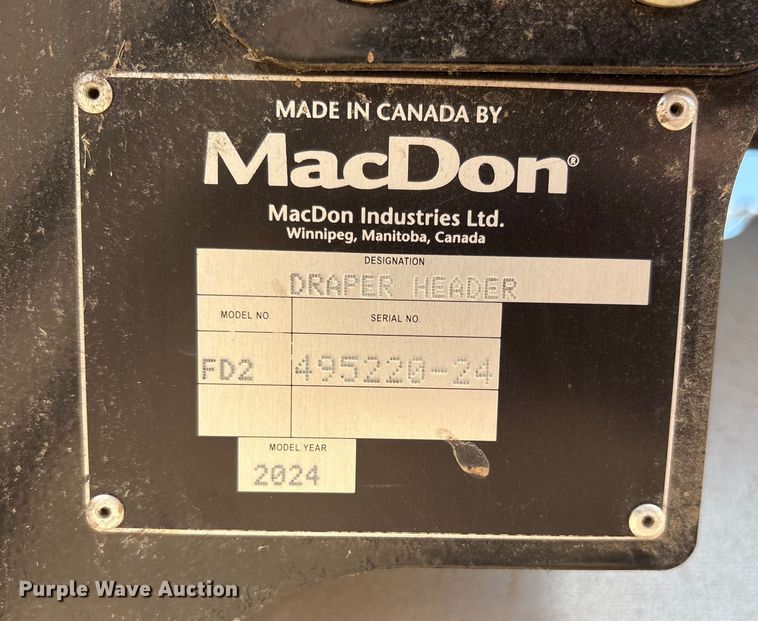 MADE IN CANADA BY
MacDon®
MacDon Industries Ltd.
Winnipeg, Manitoba, Canada
DESIGNATION
DRAPER HEADER
MODEL NO
SERIAL NO.
FD2
495220-24
MODEL YEAR
2024
Purple Wave Auction